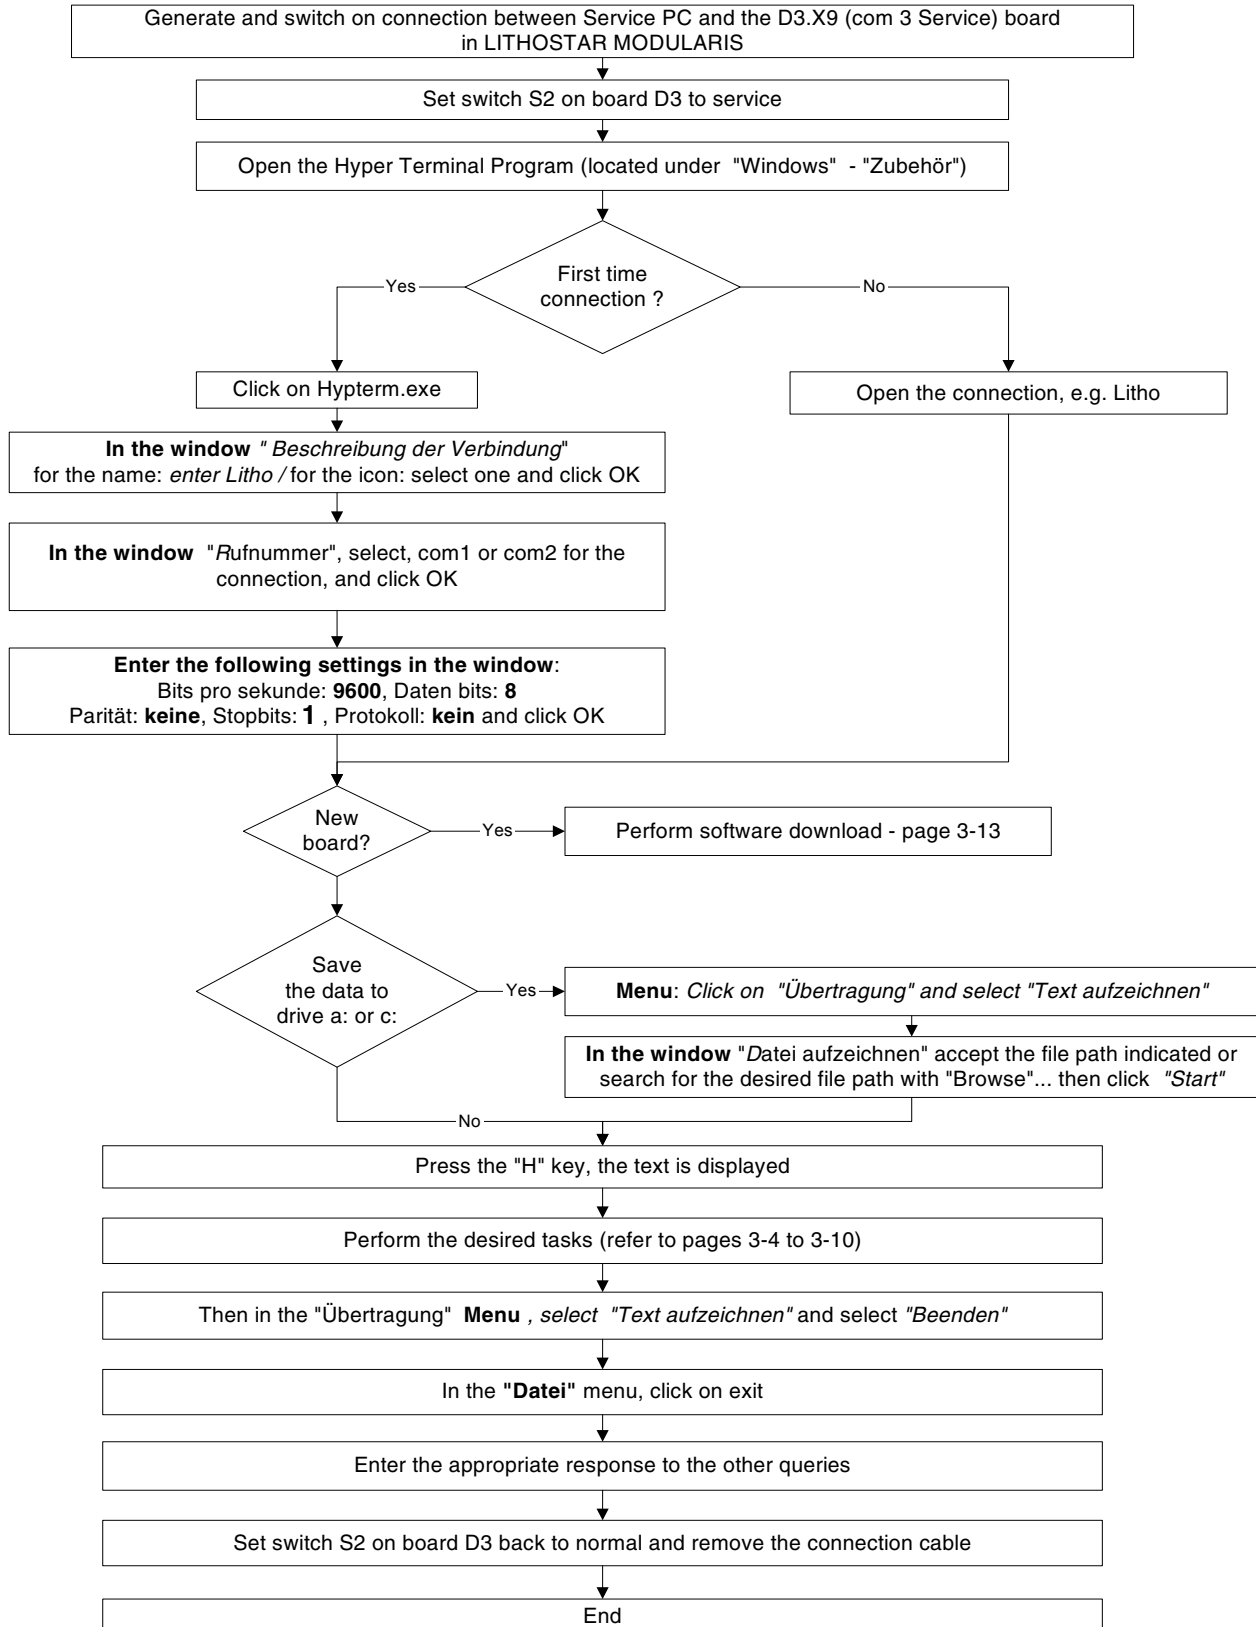 Generate and switch on connection between Service PC and the D3.X9 (com 3 Service) board
in LITHOSTAR MODULARIS
Set switch S2 on board D3 to service
Open the Hyper Terminal Program (located under "Windows" - "Zubehör")
First time
connection ?
Yes
No
Click on Hypterm.exe
Open the connection, e.g. Litho
In the window " Beschreibung der Verbindung"
for the name: enter Litho / for the icon: select one and click OK
In the window "Rufnummer", select, com1 or com2 for the
connection, and click OK
Enter the following settings in the window:
Bits pro sekunde: 9600, Daten bits: 8
Parität: keine, Stopbits: 1 , Protokoll: kein and click OK
New
board?
Yes
Perform software download - page 3-13
Save
the data to
drive a: or c:
Yes
Menu: Click on "Übertragung" and select "Text aufzeichnen"
In the window "Datei aufzeichnen" accept the file path indicated or
search for the desired file path with "Browse"... then click "Start"
No
Press the "H" key, the text is displayed
Perform the desired tasks (refer to pages 3-4 to 3-10)
Then in the "Übertragung" Menu , select "Text aufzeichnen" and select "Beenden"
In the "Datei" menu, click on exit
Enter the appropriate response to the other queries
Set switch S2 on board D3 back to normal and remove the connection cable
End